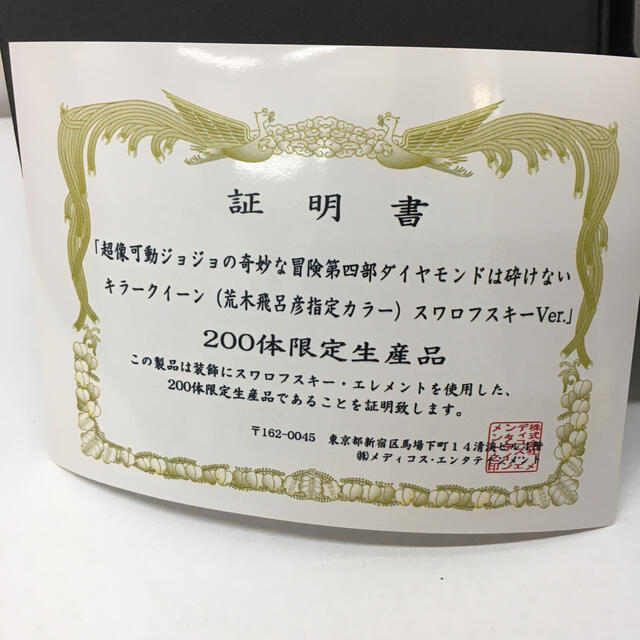 証明書
「超像可動ジョジョの奇妙な冒険第四部ダイヤモンドは砕けない
キラークイーン（荒木飛呂彦指定カラー）スワロフスキーVer.」
200体限定生産品
この製品は装飾にスワロフスキー・エレメントを使用した、
200体限定生産品であることを証明致します。
〒162-0045 東京都新宿区馬場下町１４清浜ビル４階
㈱メディコス・エンタテインメント